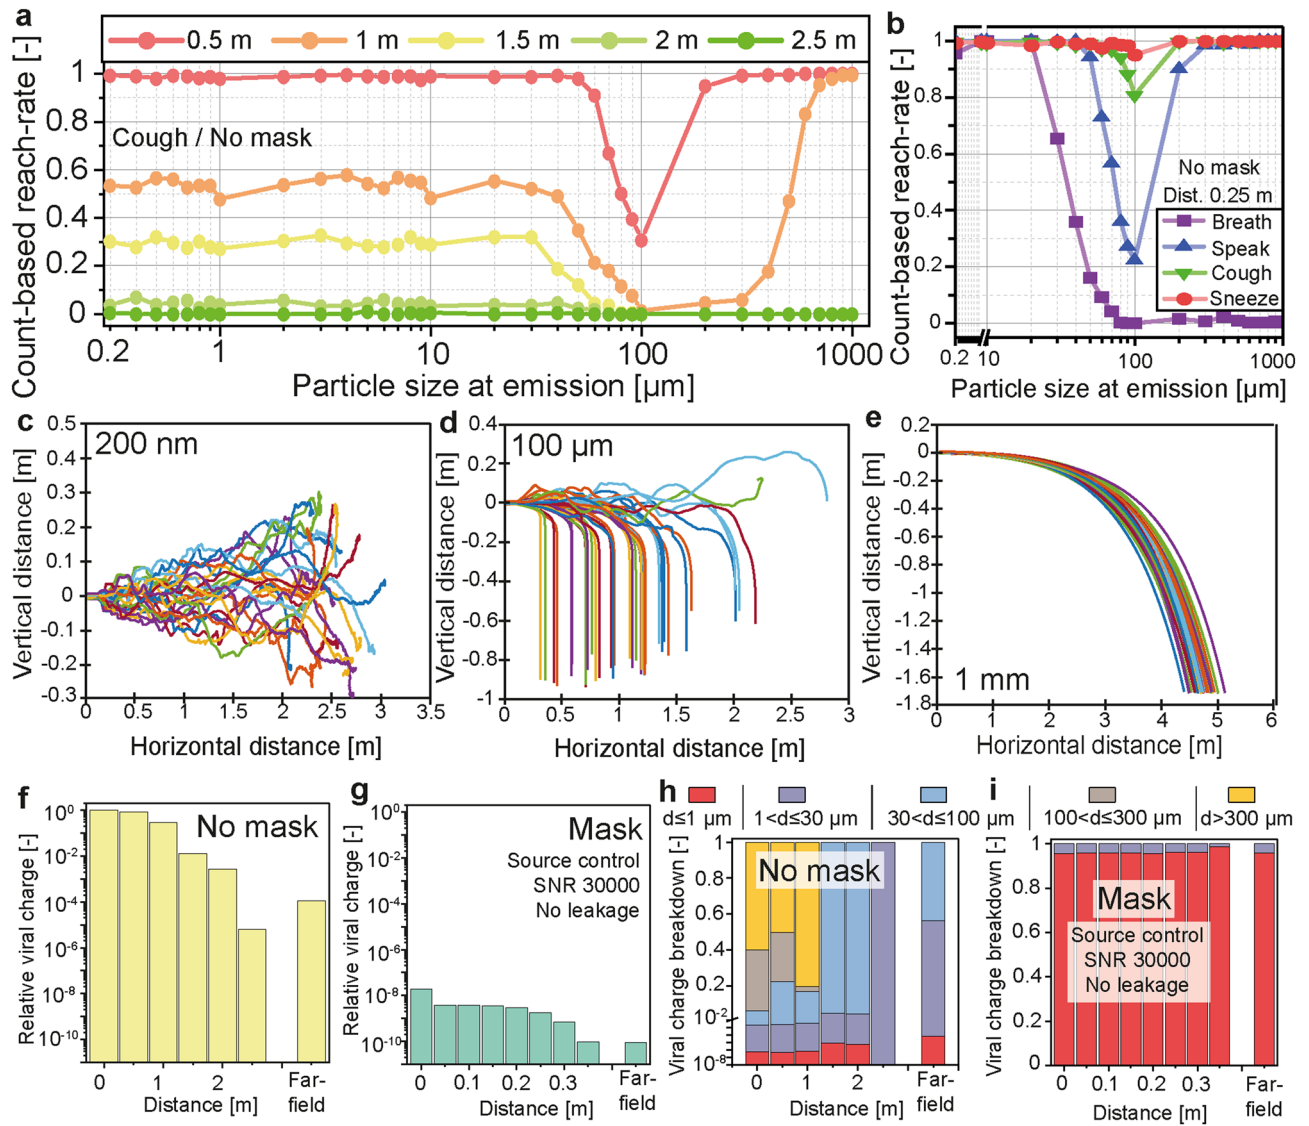 a
0.5 m 1 m 1.5 m 2 m 2.5 m
Count-based reach-rate [-]
1
0.8
0.6
0.4
0.2
0
Cough / No mask
0.2 1 10 100 1000
Particle size at emission [µm]
b
Count-based reach-rate [-]
1
0.8
0.6
0.4
0.2
0
No mask
Dist. 0.25 m
Breath
Speak
Cough
Sneeze
0.2 10 100 1000
Particle size at emission [µm]
c
200 nm
Vertical distance [m]
0.5
0.4
0.3
0.2
0.1
0
-0.1
-0.2
-0.3
0 0.5 1 1.5 2 2.5 3 3.5
Horizontal distance [m]
d
100 µm
Vertical distance [m]
0.4
0.2
0
-0.2
-0.4
-0.6
-0.8
-1
0 0.5 1 1.5 2 2.5 3
Horizontal distance [m]
e
Vertical distance [m]
0.2
0
-0.2
-0.4
-0.6
-0.8
-1
-1.2
-1.4
-1.6
-1.8
1 mm
0 1 2 3 4 5 6
Horizontal distance [m]
f
No mask
Relative viral charge [-]
10⁰
10⁻²
10⁻⁴
10⁻⁶
10⁻⁸
10⁻¹⁰
0 1 2 Far-
field
Distance [m]
g
Mask
Source control
SNR 30000
No leakage
Relative viral charge [-]
10⁰
10⁻²
10⁻⁴
10⁻⁶
10⁻⁸
10⁻¹⁰
0 0.1 0.2 0.3 Far-
field
Distance [m]
h
i
d≤1 µm 1<d≤30 µm 30<d≤100 µm 100<d≤300 µm d>300 µm
No mask
Viral charge breakdown [-]
1
0.8
0.6
0.4
0.2
10⁻²
10⁻⁸
0 1 2 Far-
field
Distance [m]
Mask
Source control
SNR 30000
No leakage
Viral charge breakdown [-]
1
0.8
0.6
0.4
0.2
0
0 0.1 0.2 0.3 Far-
field
Distance [m]